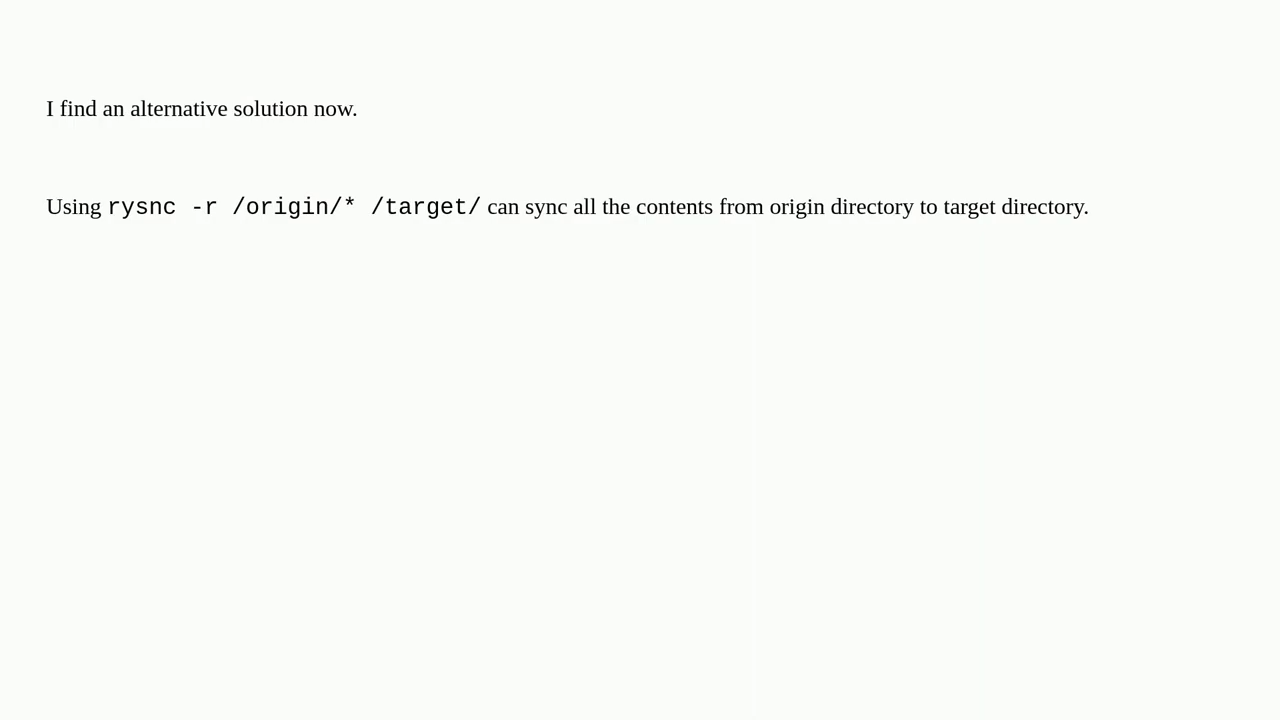 I find an alternative solution now.
Using rysnc -r /origin/* /target/ can sync all the contents from origin directory to target directory.